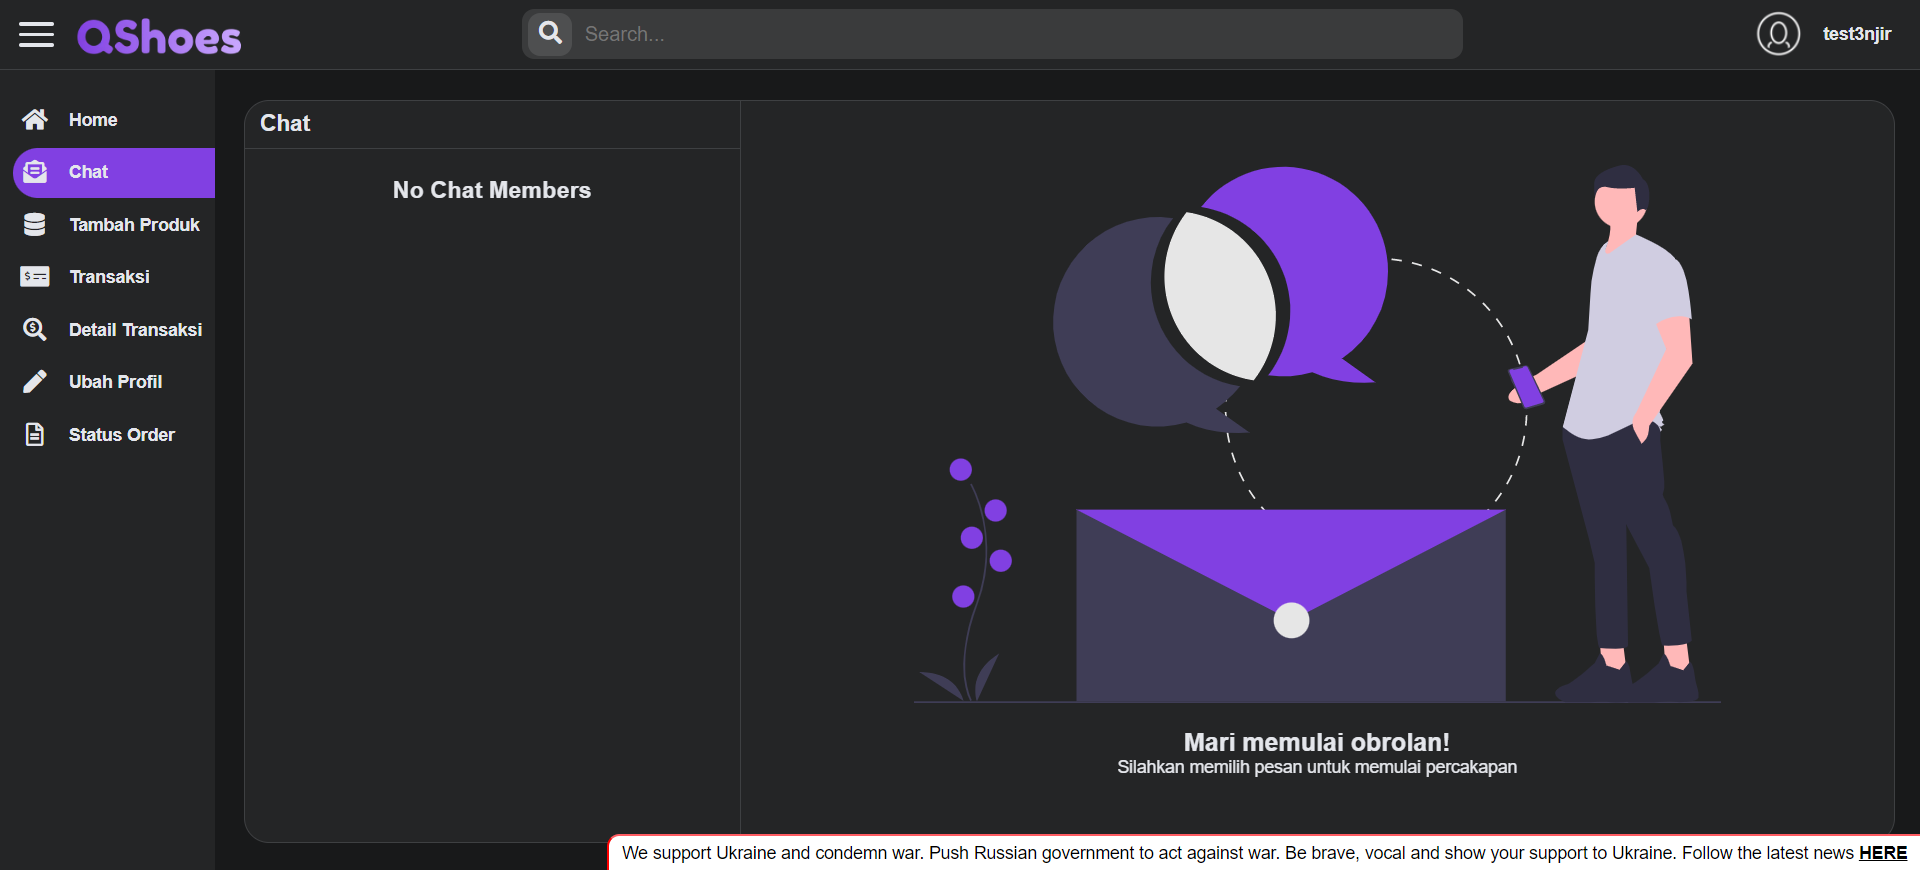 QShoes
Search...
test3njir
Home
Chat
Tambah Produk
Transaksi
Detail Transaksi
Ubah Profil
Status Order
Chat
No Chat Members
Mari memulai obrolan!
Silahkan memilih pesan untuk memulai percakapan
We support Ukraine and condemn war. Push Russian government to act against war. Be brave, vocal and show your support to Ukraine. Follow the latest news HERE